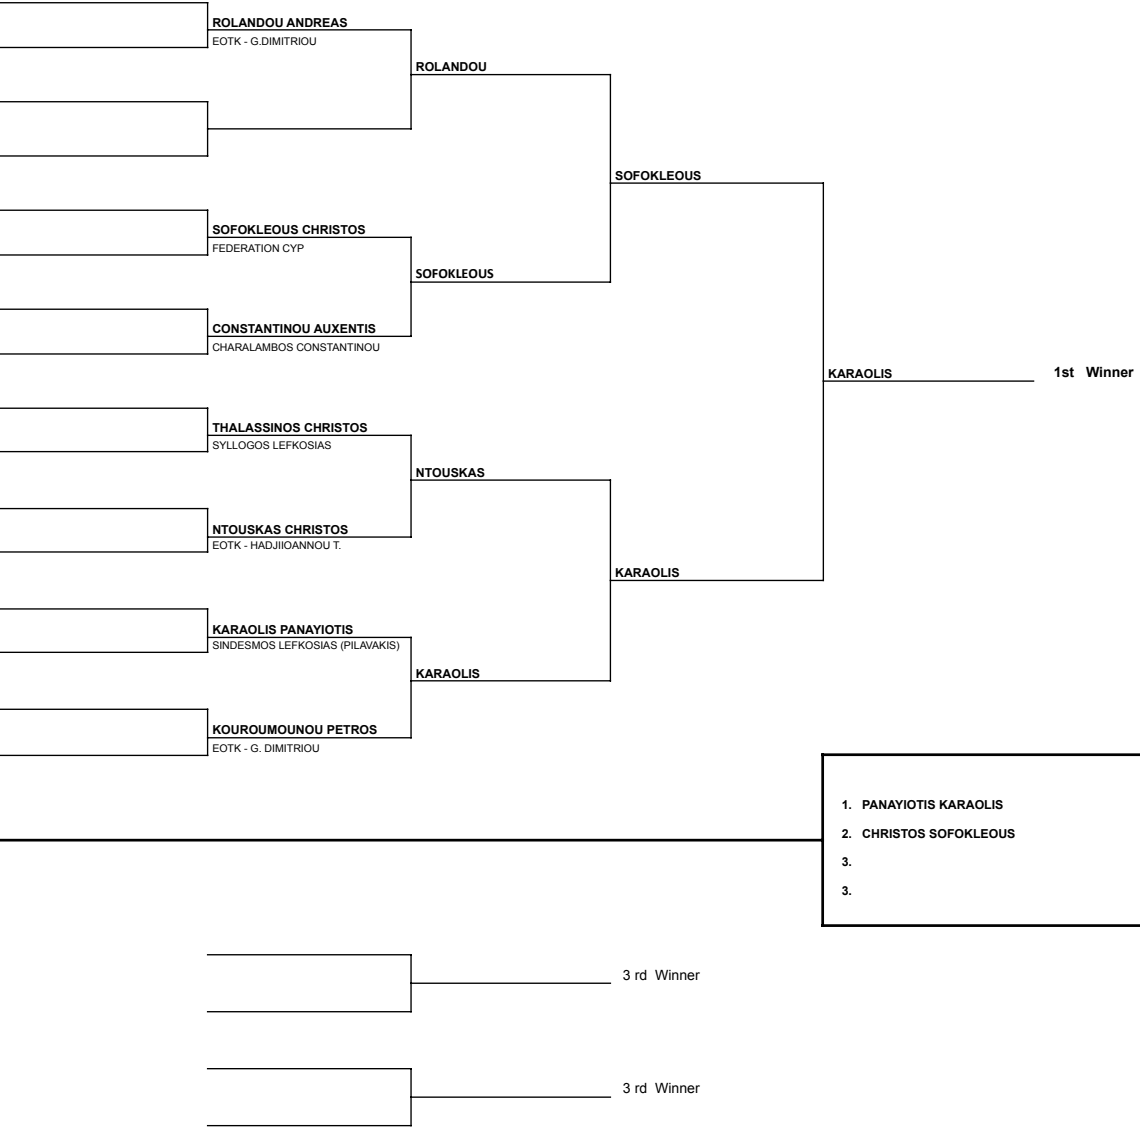 ROLANDOU ANDREAS
EOTK - G.DIMITRIOU
ROLANDOU
SOFOKLEOUS
SOFOKLEOUS CHRISTOS
FEDERATION CYP
SOFOKLEOUS
CONSTANTINOU AUXENTIS
CHARALAMBOS CONSTANTINOU
KARAOLIS
1st Winner
THALASSINOS CHRISTOS
SYLLOGOS LEFKOSIAS
NTOUSKAS
NTOUSKAS CHRISTOS
EOTK - HADJIIOANNOU T.
KARAOLIS
KARAOLIS PANAYIOTIS
SINDESMOS LEFKOSIAS (PILAVAKIS)
KARAOLIS
KOUROUMOUNOU PETROS
EOTK - G. DIMITRIOU
1. PANAYIOTIS KARAOLIS
2. CHRISTOS SOFOKLEOUS
3.
3.
3 rd Winner
3 rd Winner